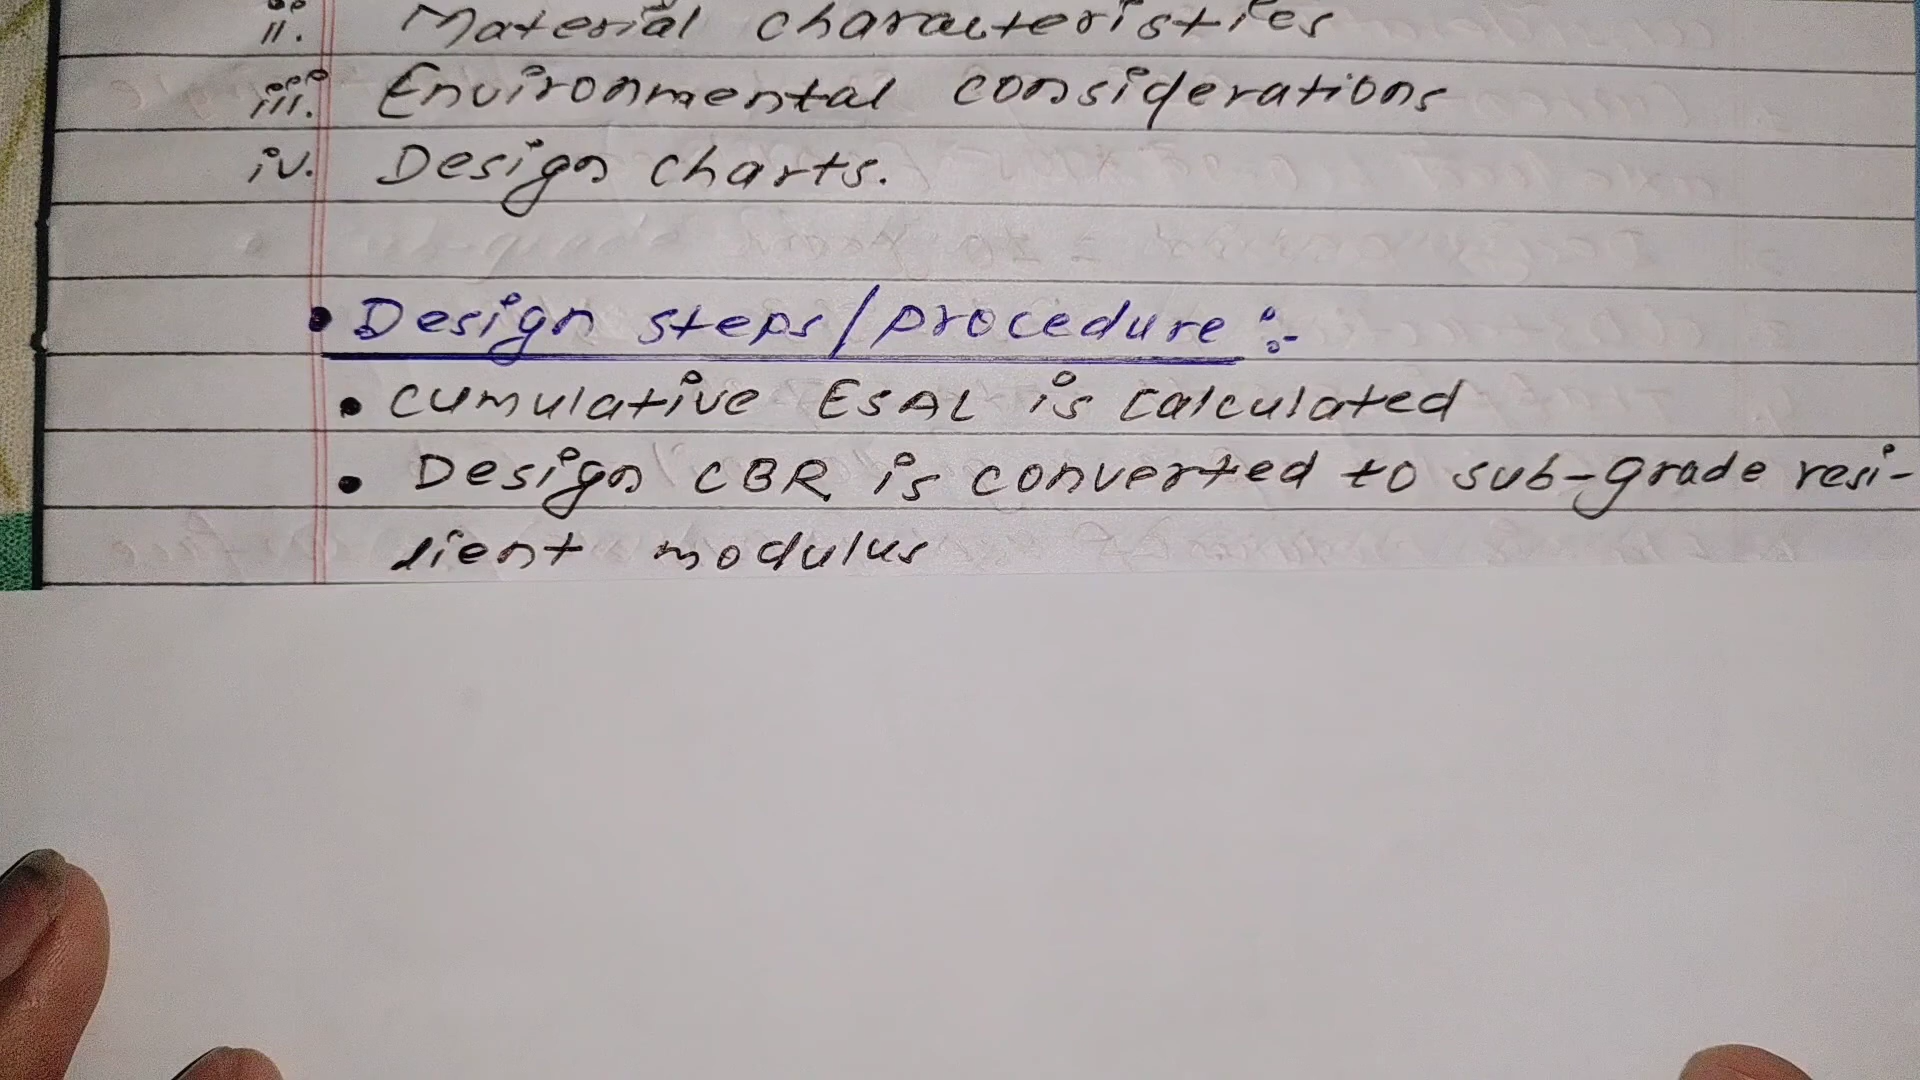 ii. Material characteristics
iii. Environmental considerations
iv. Design charts.
• Design steps/procedure :-
• cumulative ESAL is calculated
• Design CBR is converted to sub-grade resi-
lient modulus